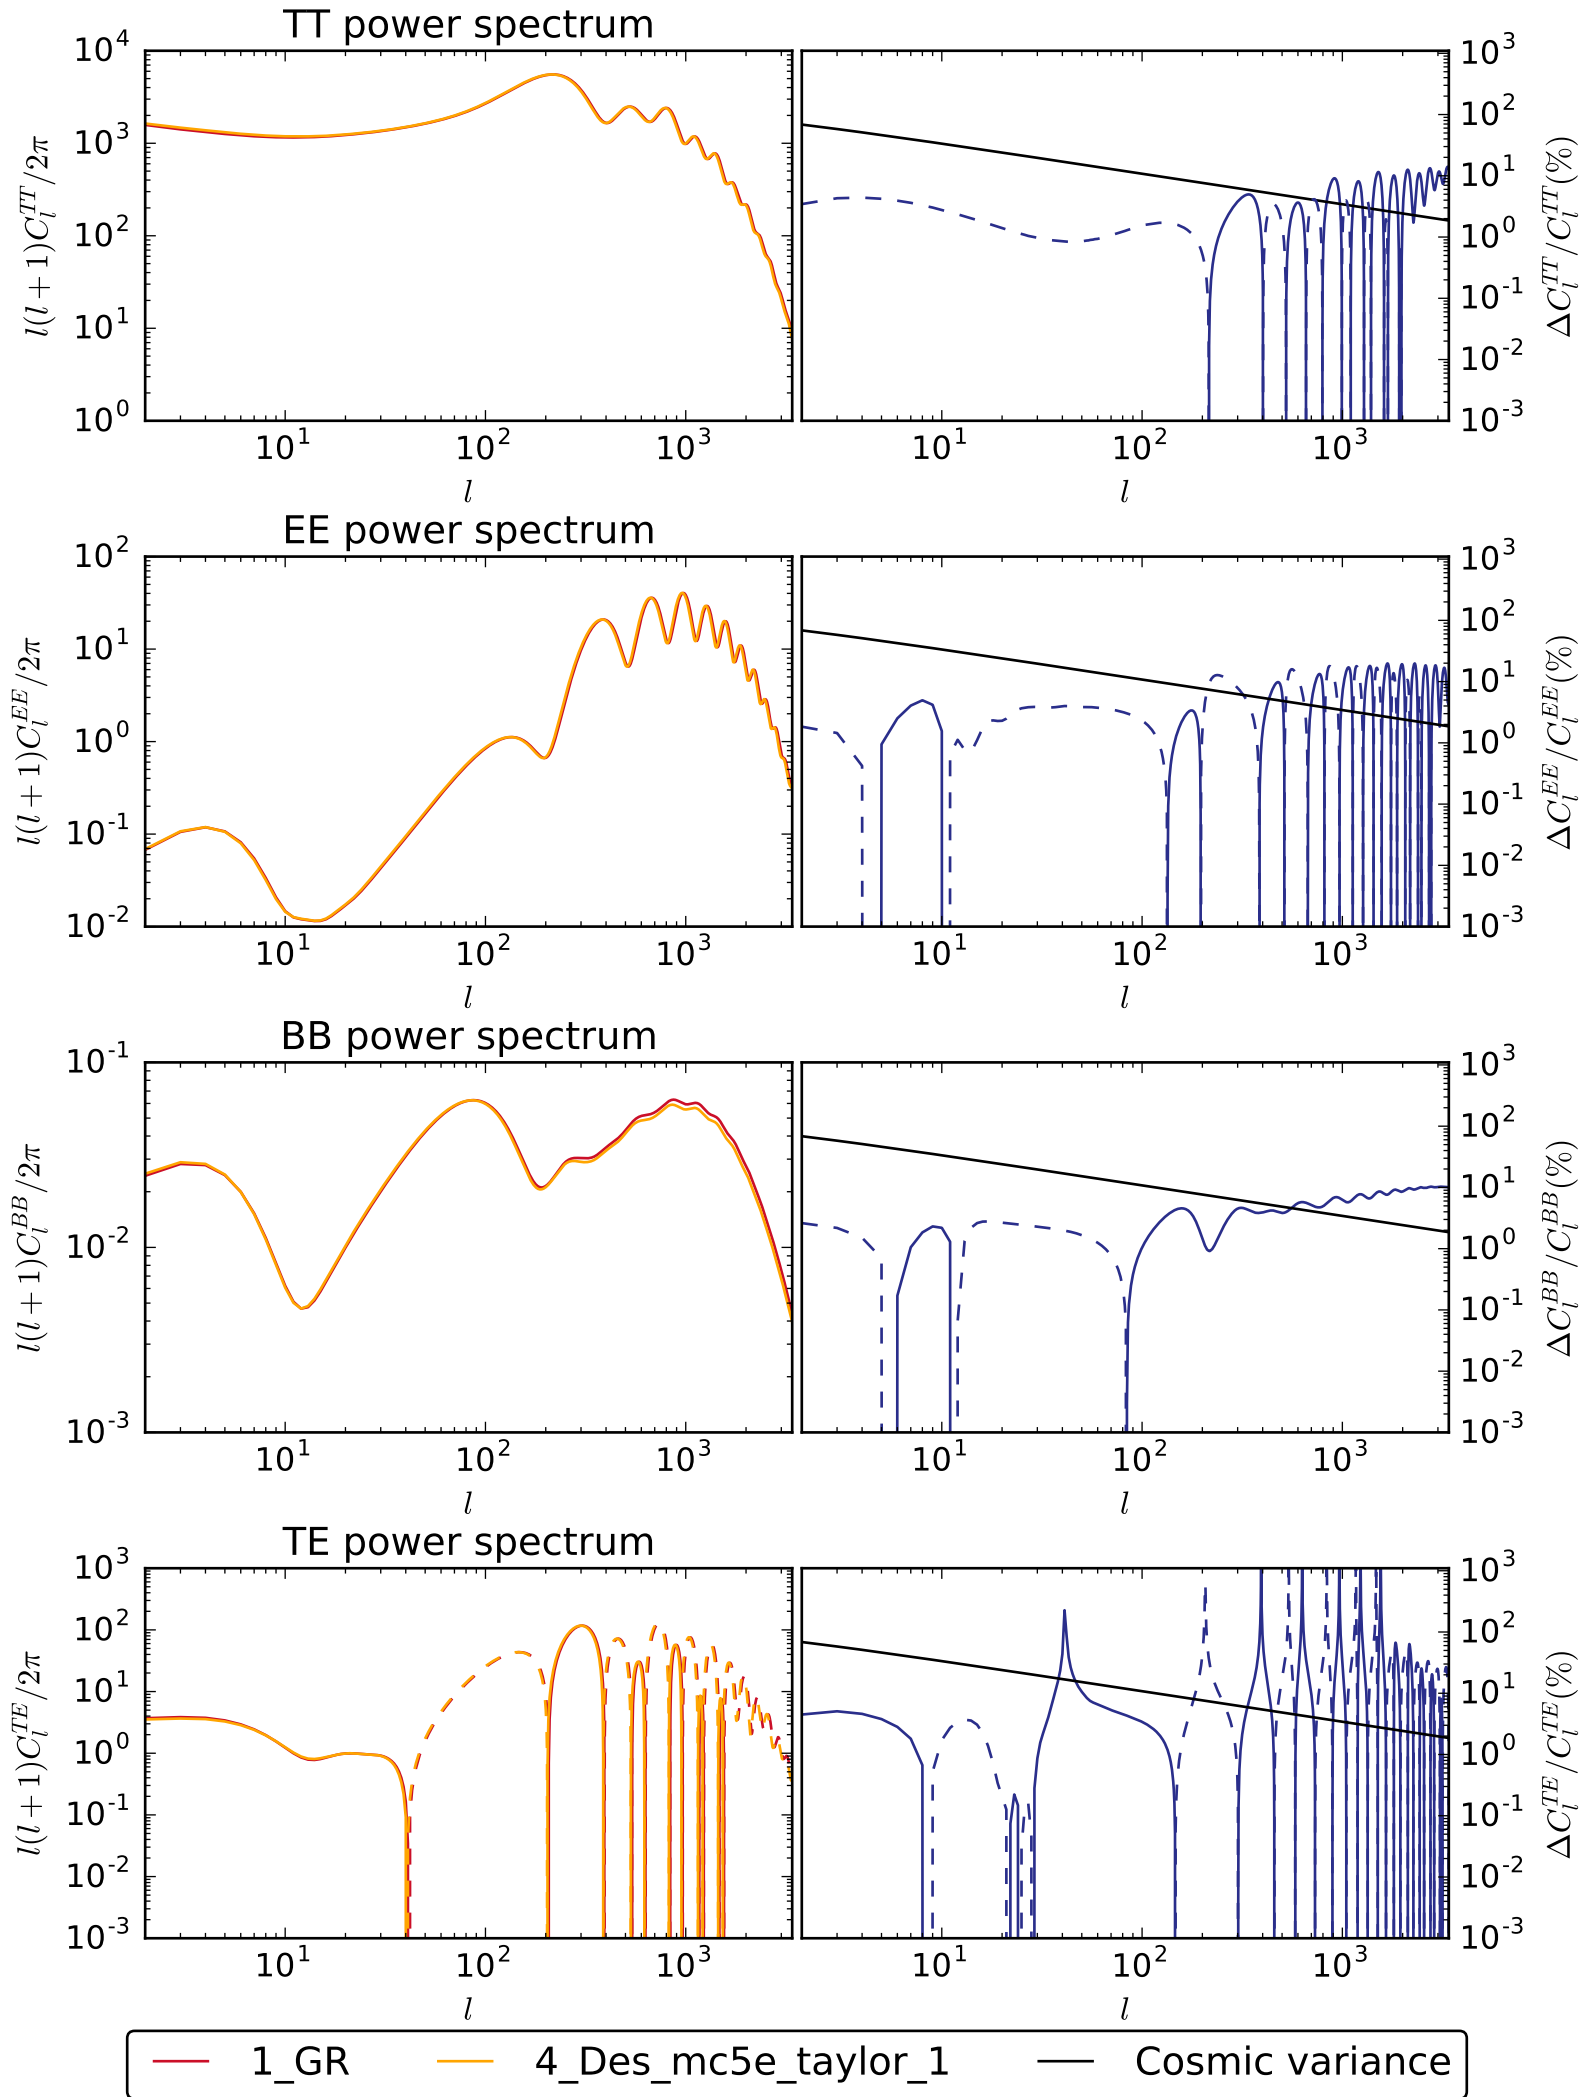 TT power spectrum
10^4
10^3
10^2
10^1
10^0
l(l+1)C_l^{TT}/2π
10^1 10^2 10^3
l
10^3
10^2
10^1
10^0
10^-1
10^-2
10^-3
ΔC_l^{TT}/C_l^{TT}(%)
10^1 10^2 10^3
l
EE power spectrum
10^2
10^1
10^0
10^-1
10^-2
l(l+1)C_l^{EE}/2π
10^1 10^2 10^3
l
10^3
10^2
10^1
10^0
10^-1
10^-2
10^-3
ΔC_l^{EE}/C_l^{EE}(%)
10^1 10^2 10^3
l
BB power spectrum
10^-1
10^-2
10^-3
l(l+1)C_l^{BB}/2π
10^1 10^2 10^3
l
10^3
10^2
10^1
10^0
10^-1
10^-2
10^-3
ΔC_l^{BB}/C_l^{BB}(%)
10^1 10^2 10^3
l
TE power spectrum
10^3
10^2
10^1
10^0
10^-1
10^-2
10^-3
l(l+1)C_l^{TE}/2π
10^1 10^2 10^3
l
10^3
10^2
10^1
10^0
10^-1
10^-2
10^-3
ΔC_l^{TE}/C_l^{TE}(%)
10^1 10^2 10^3
l
1_GR 4_Des_mc5e_taylor_1 Cosmic variance